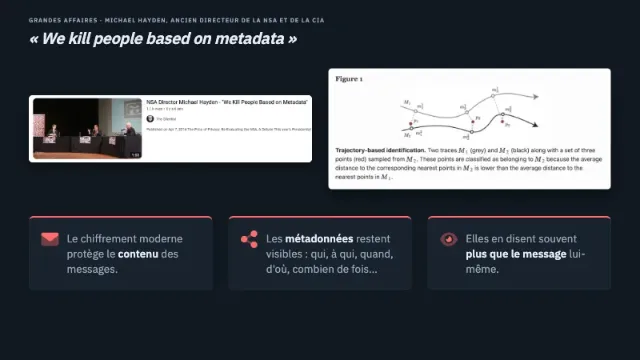 GRANDES AFFAIRES · MICHAEL HAYDEN, ANCIEN DIRECTEUR DE LA NSA ET DE LA CIA
« We kill people based on metadata »
NSA Director Michael Hayden - "We Kill People Based on Metadata"
Figure 1
Trajectory-based identification. Two traces M₁ (grey) and M₂ (black) along with a set of three
points (red) sampled from M₂. These points are classified as belonging to M₂ because the average
distance to the corresponding nearest points in M₂ is lower than the average distance to the
nearest points in M₁.
Le chiffrement moderne
protège le contenu des
messages.
Les métadonnées restent
visibles : qui, à qui, quand,
d'où, combien de fois…
Elles en disent souvent
plus que le message lui-
même.